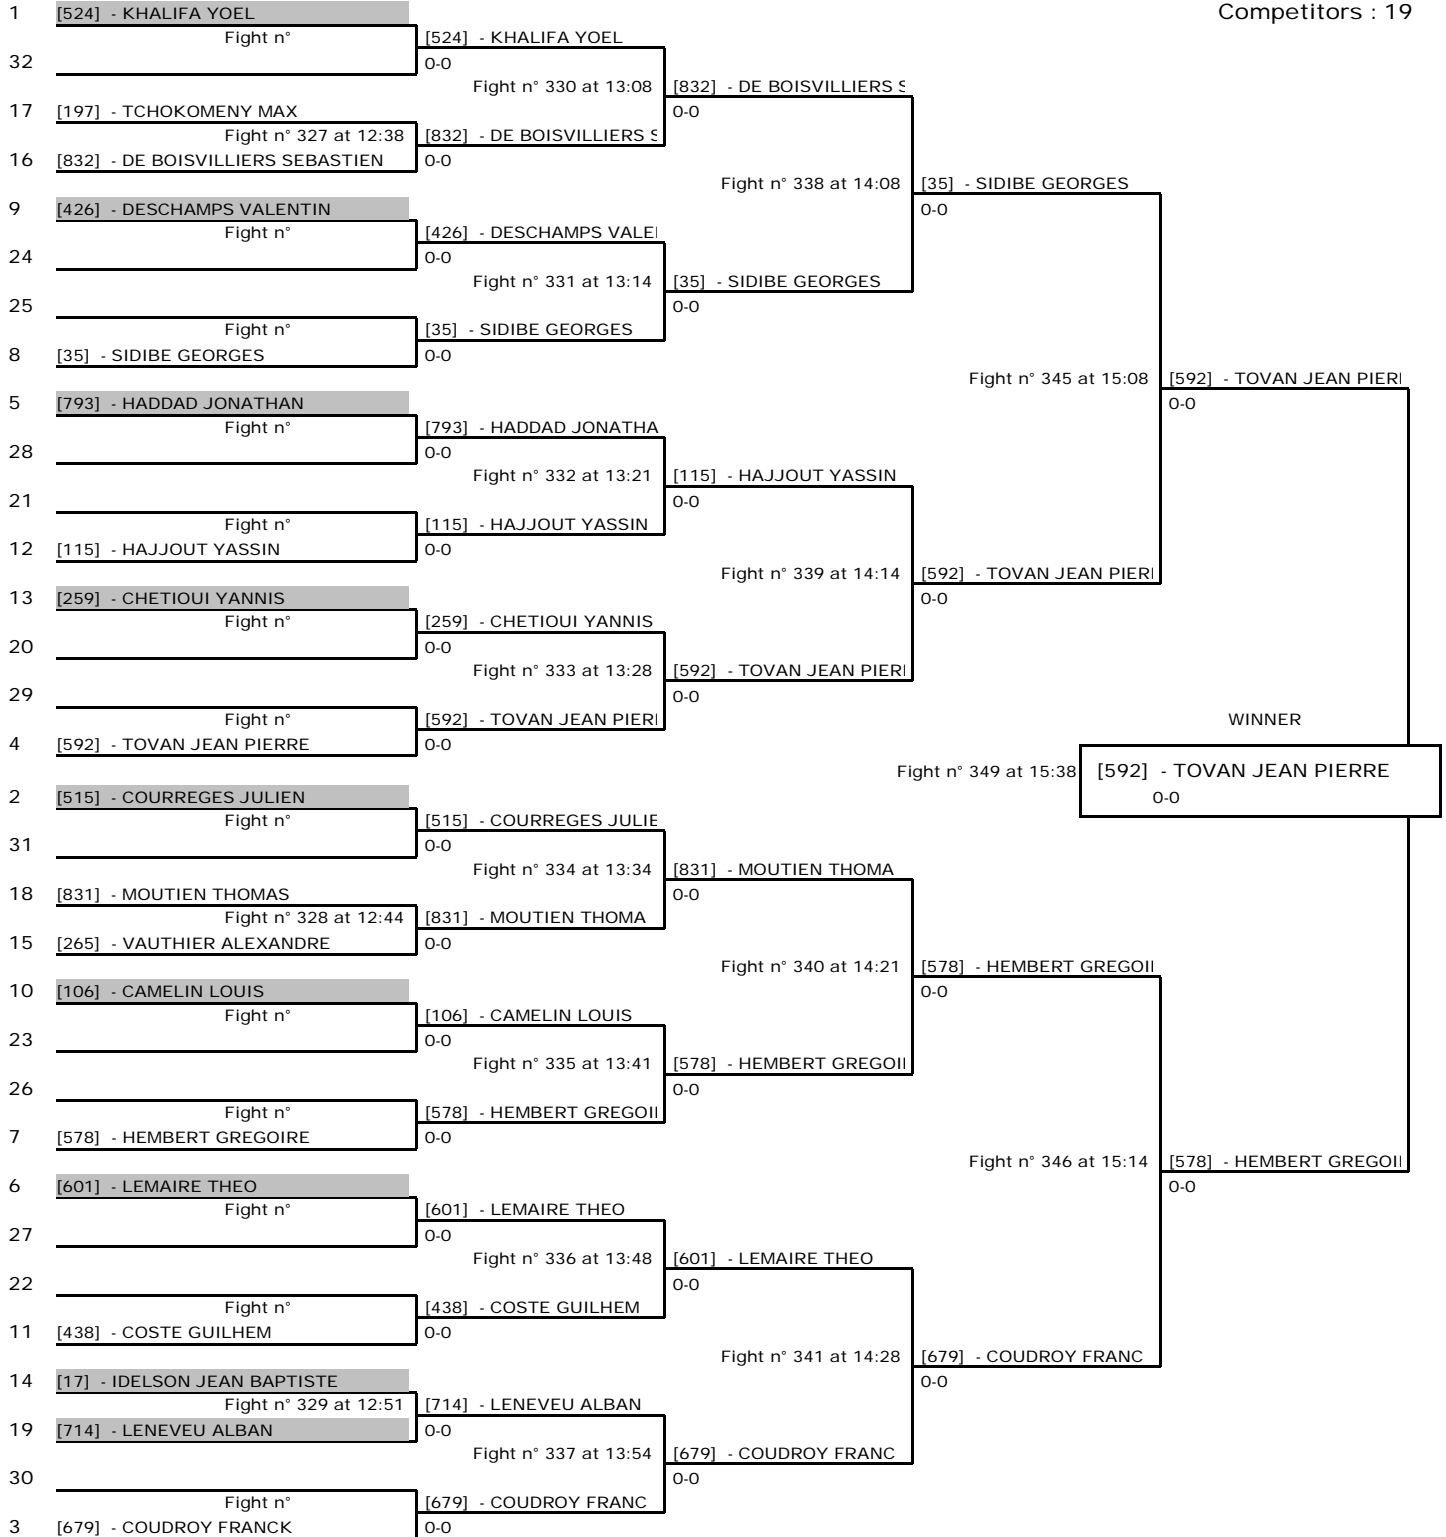 Competitors : 19
1 [524] - KHALIFA YOEL
Fight n°
[524] - KHALIFA YOEL
32
0-0
Fight n° 330 at 13:08
[832] - DE BOISVILLIERS S
0-0
17 [197] - TCHOKOMENY MAX
Fight n° 327 at 12:38
[832] - DE BOISVILLIERS S
16 [832] - DE BOISVILLIERS SEBASTIEN
0-0
Fight n° 338 at 14:08
[35] - SIDIBE GEORGES
0-0
9 [426] - DESCHAMPS VALENTIN
Fight n°
[426] - DESCHAMPS VALE
24
0-0
Fight n° 331 at 13:14
[35] - SIDIBE GEORGES
0-0
25
Fight n°
[35] - SIDIBE GEORGES
8 [35] - SIDIBE GEORGES
0-0
Fight n° 345 at 15:08
[592] - TOVAN JEAN PIER
0-0
5 [793] - HADDAD JONATHAN
Fight n°
[793] - HADDAD JONATHA
28
0-0
Fight n° 332 at 13:21
[115] - HAJJOUT YASSIN
0-0
21
Fight n°
[115] - HAJJOUT YASSIN
12 [115] - HAJJOUT YASSIN
0-0
Fight n° 339 at 14:14
[592] - TOVAN JEAN PIER
0-0
13 [259] - CHETIOUI YANNIS
Fight n°
[259] - CHETIOUI YANNIS
20
0-0
Fight n° 333 at 13:28
[592] - TOVAN JEAN PIER
0-0
29
Fight n°
[592] - TOVAN JEAN PIER
4 [592] - TOVAN JEAN PIERRE
0-0
WINNER
Fight n° 349 at 15:38
[592] - TOVAN JEAN PIERRE
0-0
2 [515] - COURREGES JULIEN
Fight n°
[515] - COURREGES JULIE
31
0-0
Fight n° 334 at 13:34
[831] - MOUTIEN THOMA
0-0
18 [831] - MOUTIEN THOMAS
Fight n° 328 at 12:44
[831] - MOUTIEN THOMA
15 [265] - VAUTHIER ALEXANDRE
0-0
Fight n° 340 at 14:21
[578] - HEMBERT GREGOI
0-0
10 [106] - CAMELIN LOUIS
Fight n°
[106] - CAMELIN LOUIS
23
0-0
Fight n° 335 at 13:41
[578] - HEMBERT GREGOI
0-0
26
Fight n°
[578] - HEMBERT GREGOI
7 [578] - HEMBERT GREGOIRE
0-0
Fight n° 346 at 15:14
[578] - HEMBERT GREGOI
0-0
6 [601] - LEMAIRE THEO
Fight n°
[601] - LEMAIRE THEO
27
0-0
Fight n° 336 at 13:48
[601] - LEMAIRE THEO
0-0
22
Fight n°
[438] - COSTE GUILHEM
11 [438] - COSTE GUILHEM
0-0
Fight n° 341 at 14:28
[679] - COUDROY FRANC
0-0
14 [17] - IDELSON JEAN BAPTISTE
Fight n° 329 at 12:51
[714] - LENEVEU ALBAN
19 [714] - LENEVEU ALBAN
0-0
Fight n° 337 at 13:54
[679] - COUDROY FRANC
0-0
30
Fight n°
[679] - COUDROY FRANC
3 [679] - COUDROY FRANCK
0-0